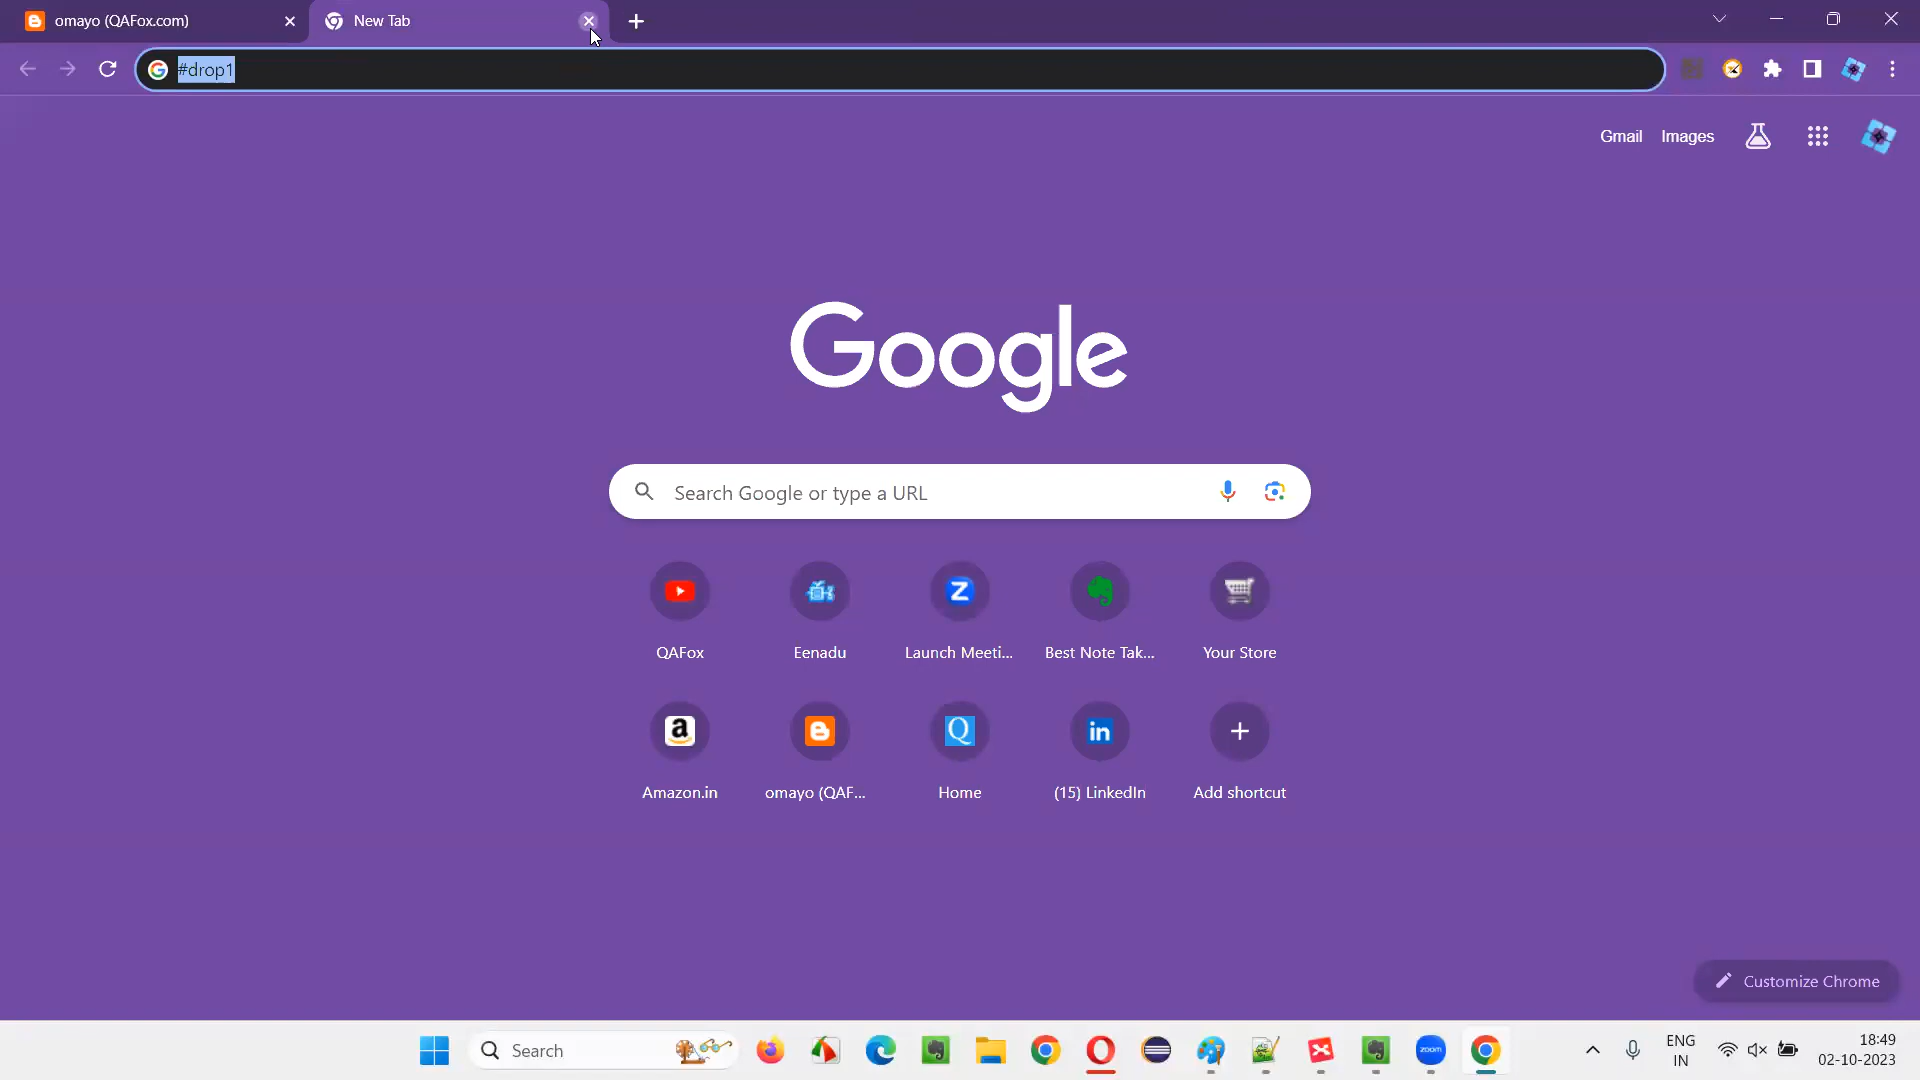 omayo (QAFox.com)
New Tab
#drop1
Gmail Images
Google
Search Google or type a URL
QAFox
Eenadu
Launch Meeti...
Best Note Tak...
Your Store
Amazon.in
omayo (QAF...
Home
(15) LinkedIn
Add shortcut
Customize Chrome
Search
zoom
ENG
IN
18:49
02-10-2023